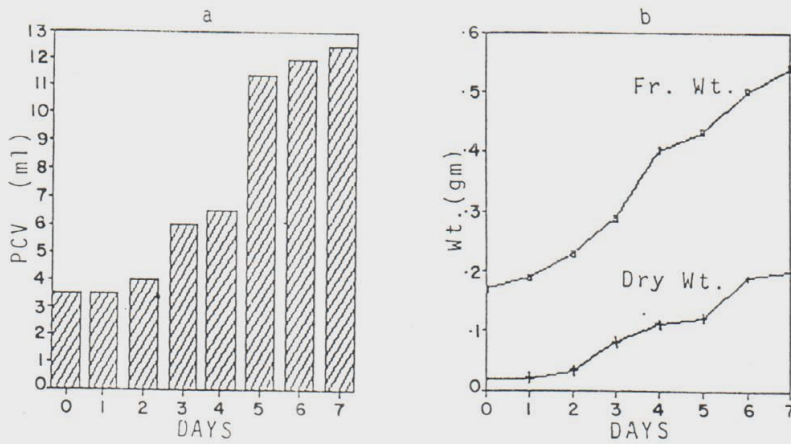 a
13
12
11
10
9
8
7
6
5
4
3
2
1
0
PCV (ml)
0 1 2 3 4 5 6 7
DAYS
b
.6
.5
.4
.3
.2
.1
0
Wt.(gm)
Fr. Wt.
Dry Wt.
0 1 2 3 4 5 6 7
DAYS